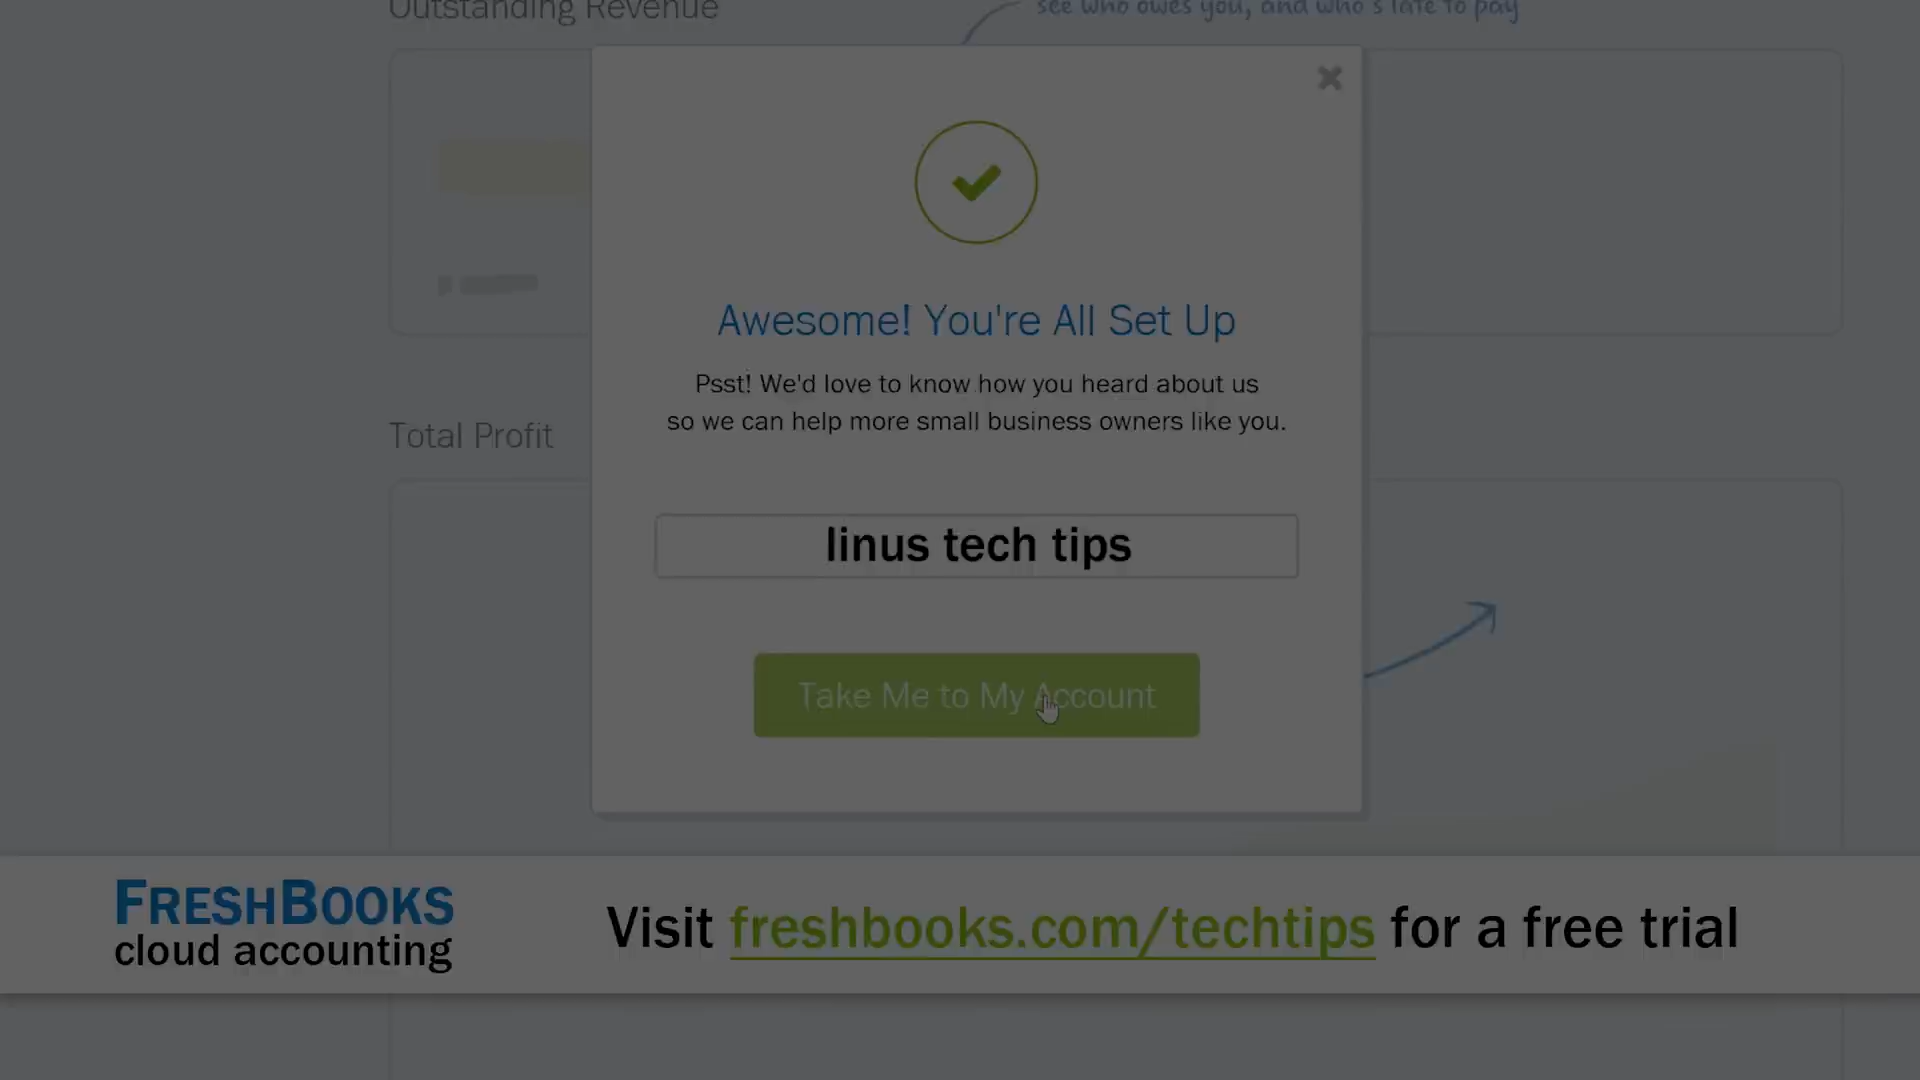 Outstanding Revenue
see who owes you, and who's late to pay
Awesome! You're All Set Up
Psst! We'd love to know how you heard about us
so we can help more small business owners like you.
Total Profit
linus tech tips
Take Me to My Account
FRESHBOOKS
cloud accounting
Visit freshbooks.com/techtips for a free trial